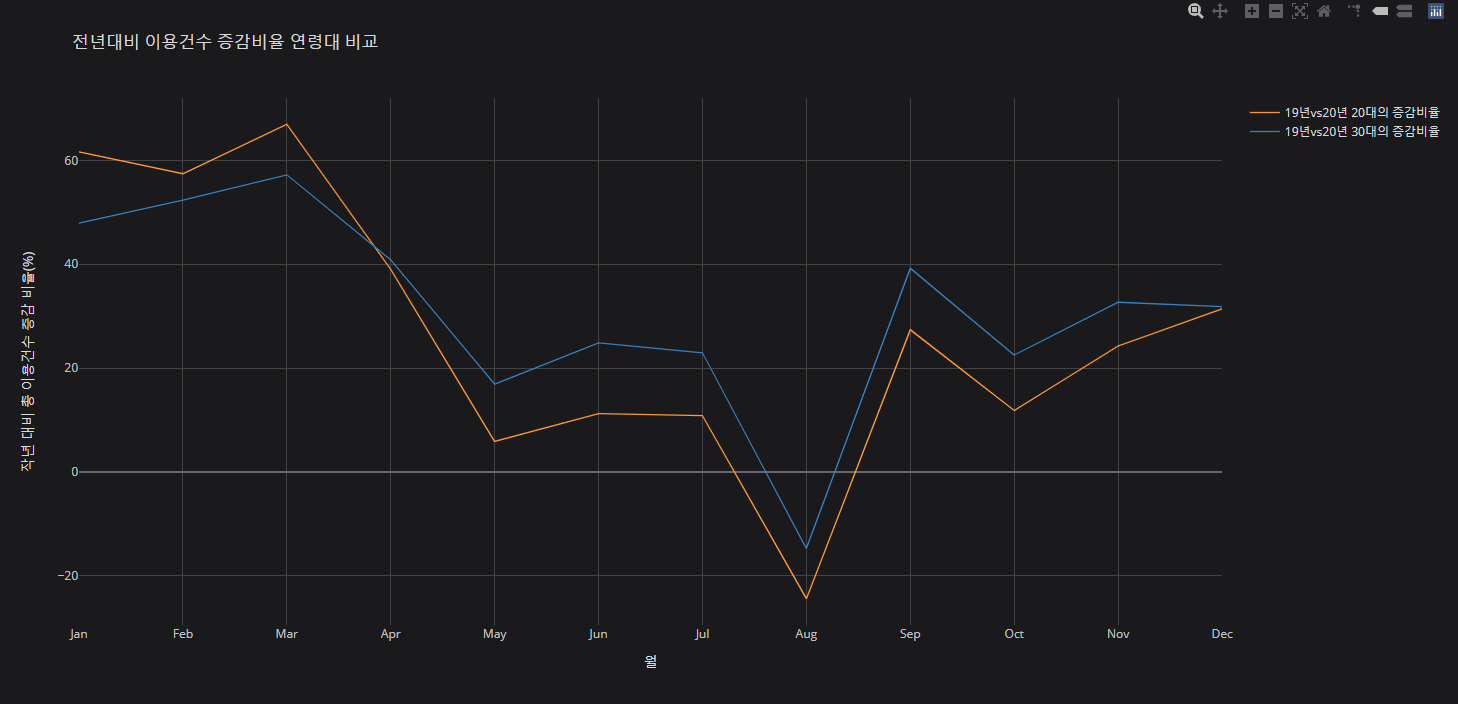 전년대비 이용건수 증감비율 연령대 비교
19년vs20년 20대의 증감비율
19년vs20년 30대의 증감비율
작년 대비 총 이용건수 증감 비율(%)
60
40
20
0
−20
Jan Feb Mar Apr May Jun Jul Aug Sep Oct Nov Dec
월